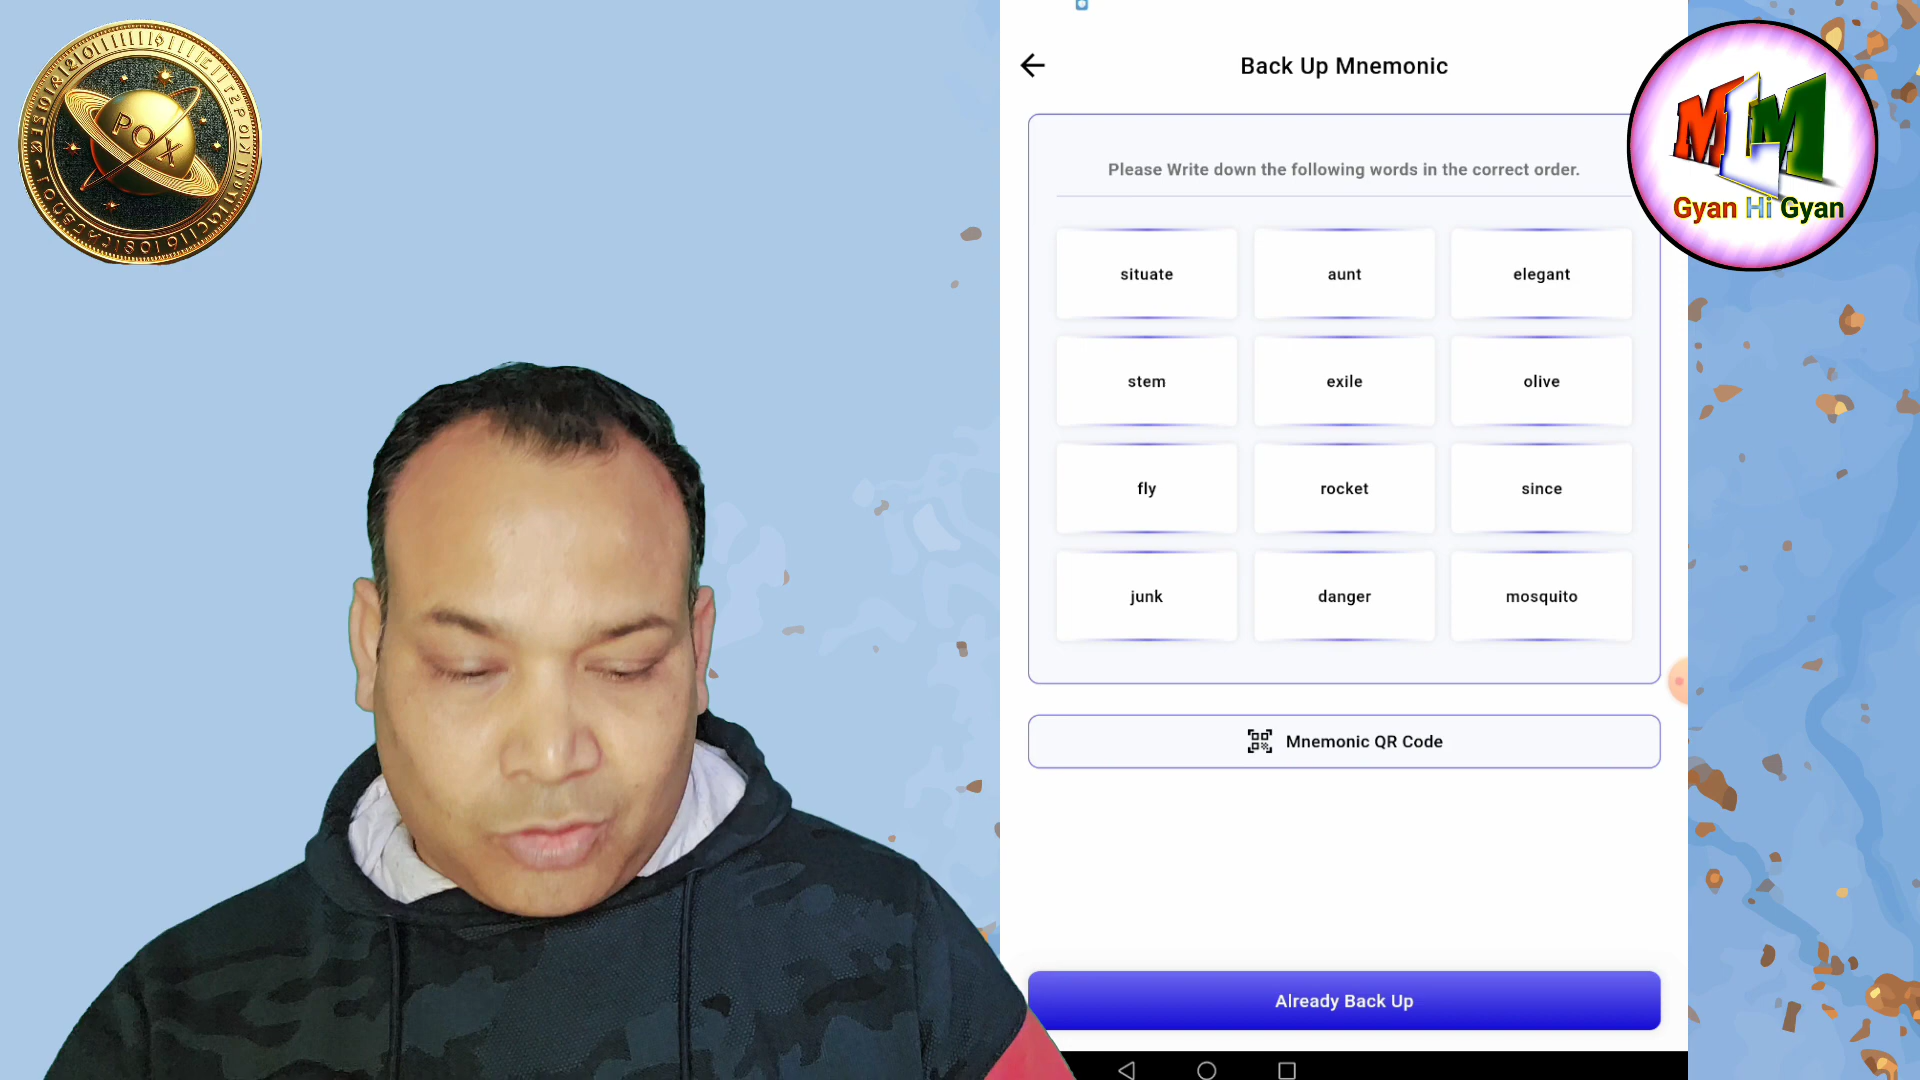 POX
Back Up Mnemonic
Please Write down the following words in the correct order.
situate aunt elegant
stem exile olive
fly rocket since
junk danger mosquito
Mnemonic QR Code
Already Back Up
MM
Gyan Hi Gyan